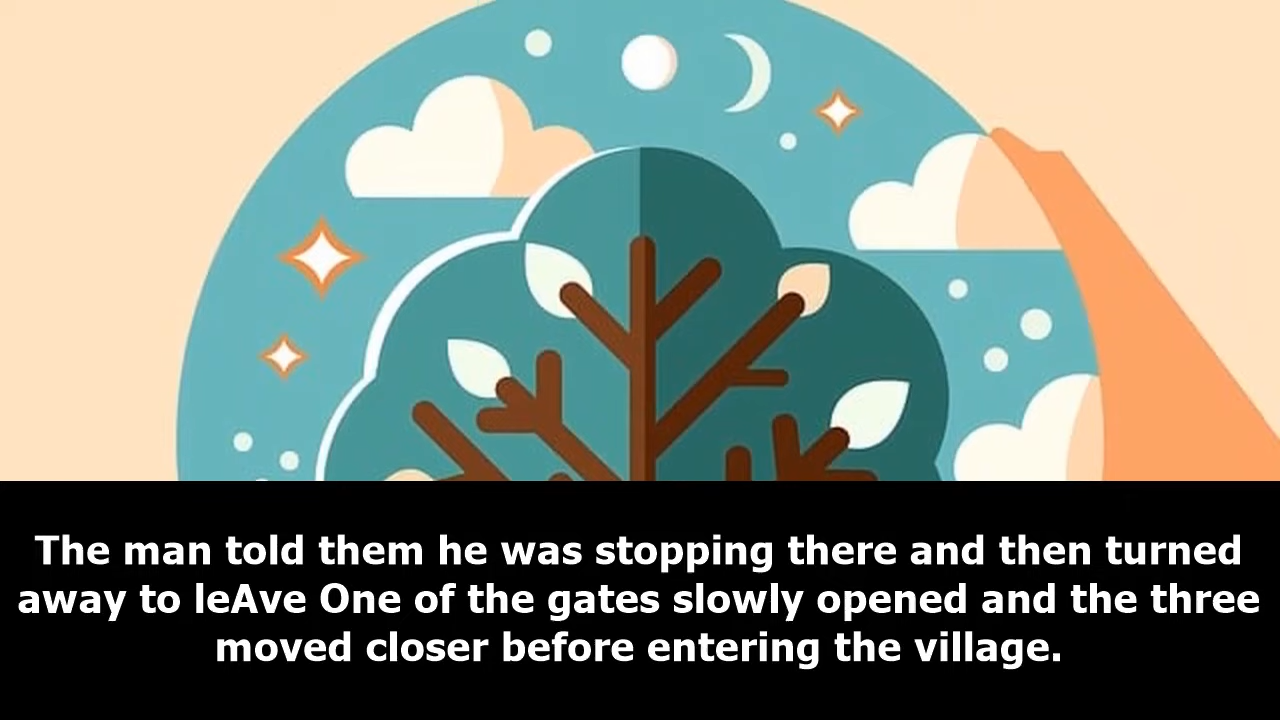 The man told them he was stopping there and then turned
away to leAve One of the gates slowly opened and the three
moved closer before entering the village.